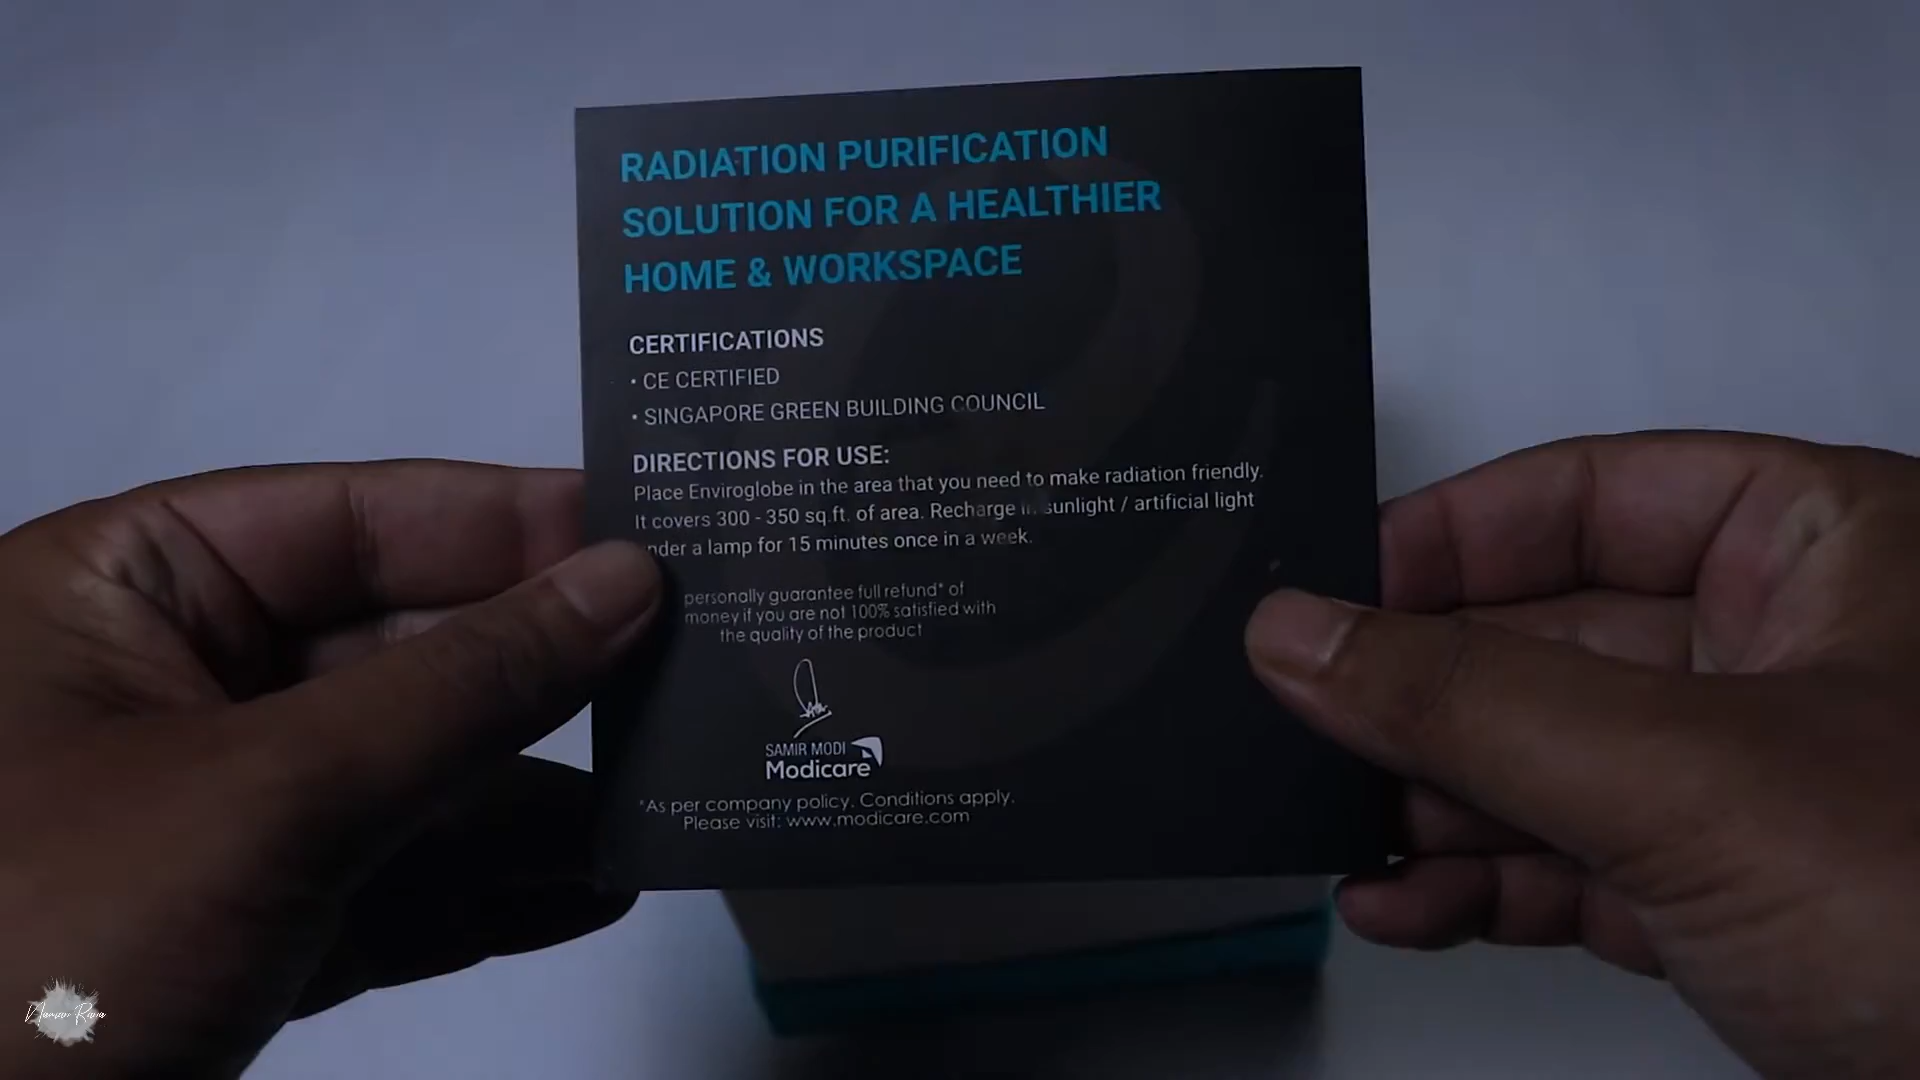 RADIATION PURIFICATION
SOLUTION FOR A HEALTHIER
HOME & WORKSPACE
CERTIFICATIONS
• CE CERTIFIED
• SINGAPORE GREEN BUILDING COUNCIL
DIRECTIONS FOR USE:
Place Enviroglobe in the area that you need to make radiation friendly.
It covers 300 - 350 sq.ft. of area. Recharge in sunlight / artificial light
nder a lamp for 15 minutes once in a week.
personally guarantee full refund* of
money if you are not 100% satisfied with
the quality of the product
SAMIR MODI
Modicare
*As per company policy. Conditions apply.
Please visit: www.modicare.com
Naman Rana